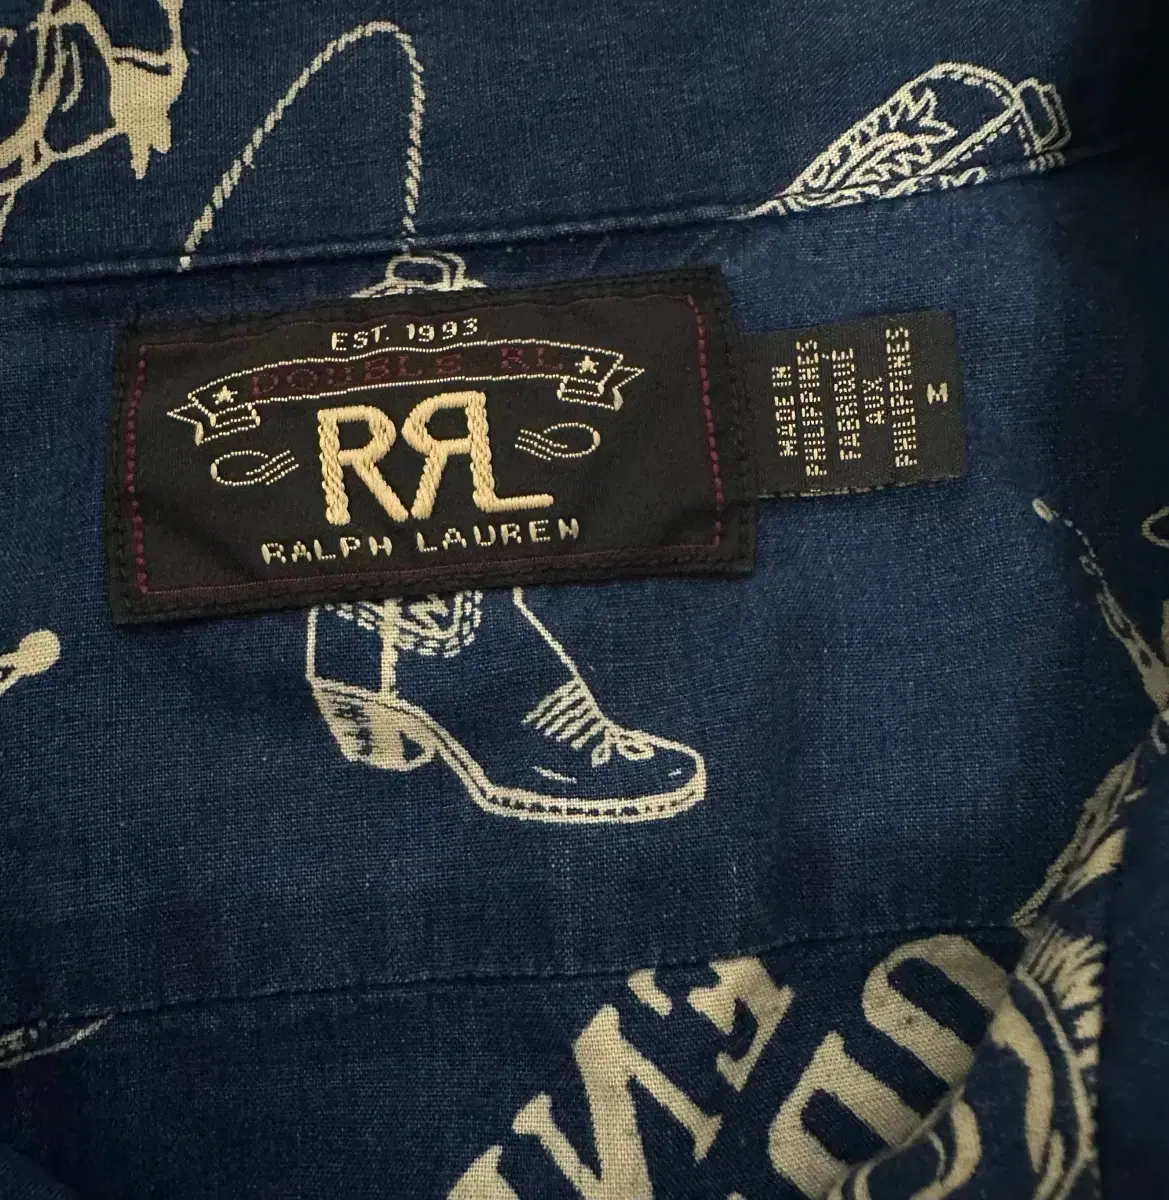 EST. 1993
DOUBLE RL
RRL
RALPH LAUREN
MADE IN
PHILIPPINES
FABRIQUÉ
AUX
PHILIPPINES
M